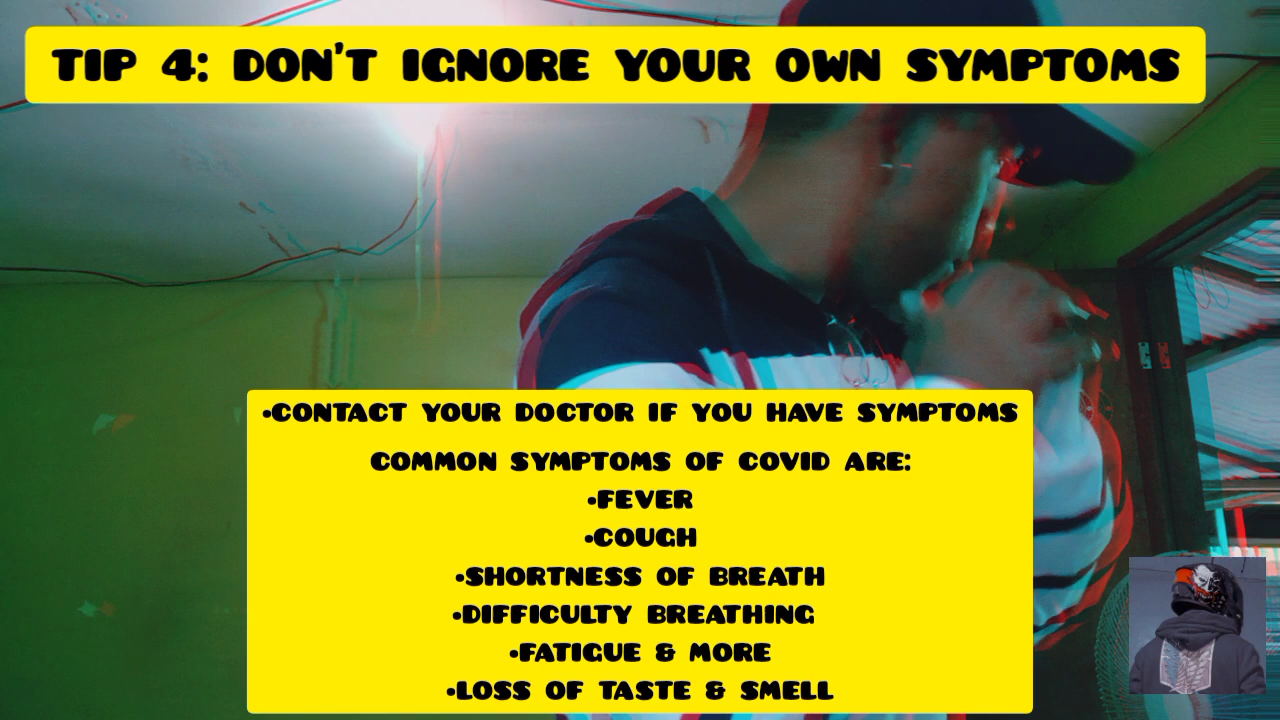 TIP 4: DON'T IGNORE YOUR OWN SYMPTOMS
•CONTACT YOUR DOCTOR IF YOU HAVE SYMPTOMS
COMMON SYMPTOMS OF COVID ARE:
•FEVER
•COUGH
•SHORTNESS OF BREATH
•DIFFICULTY BREATHING
•FATIGUE & MORE
•LOSS OF TASTE & SMELL